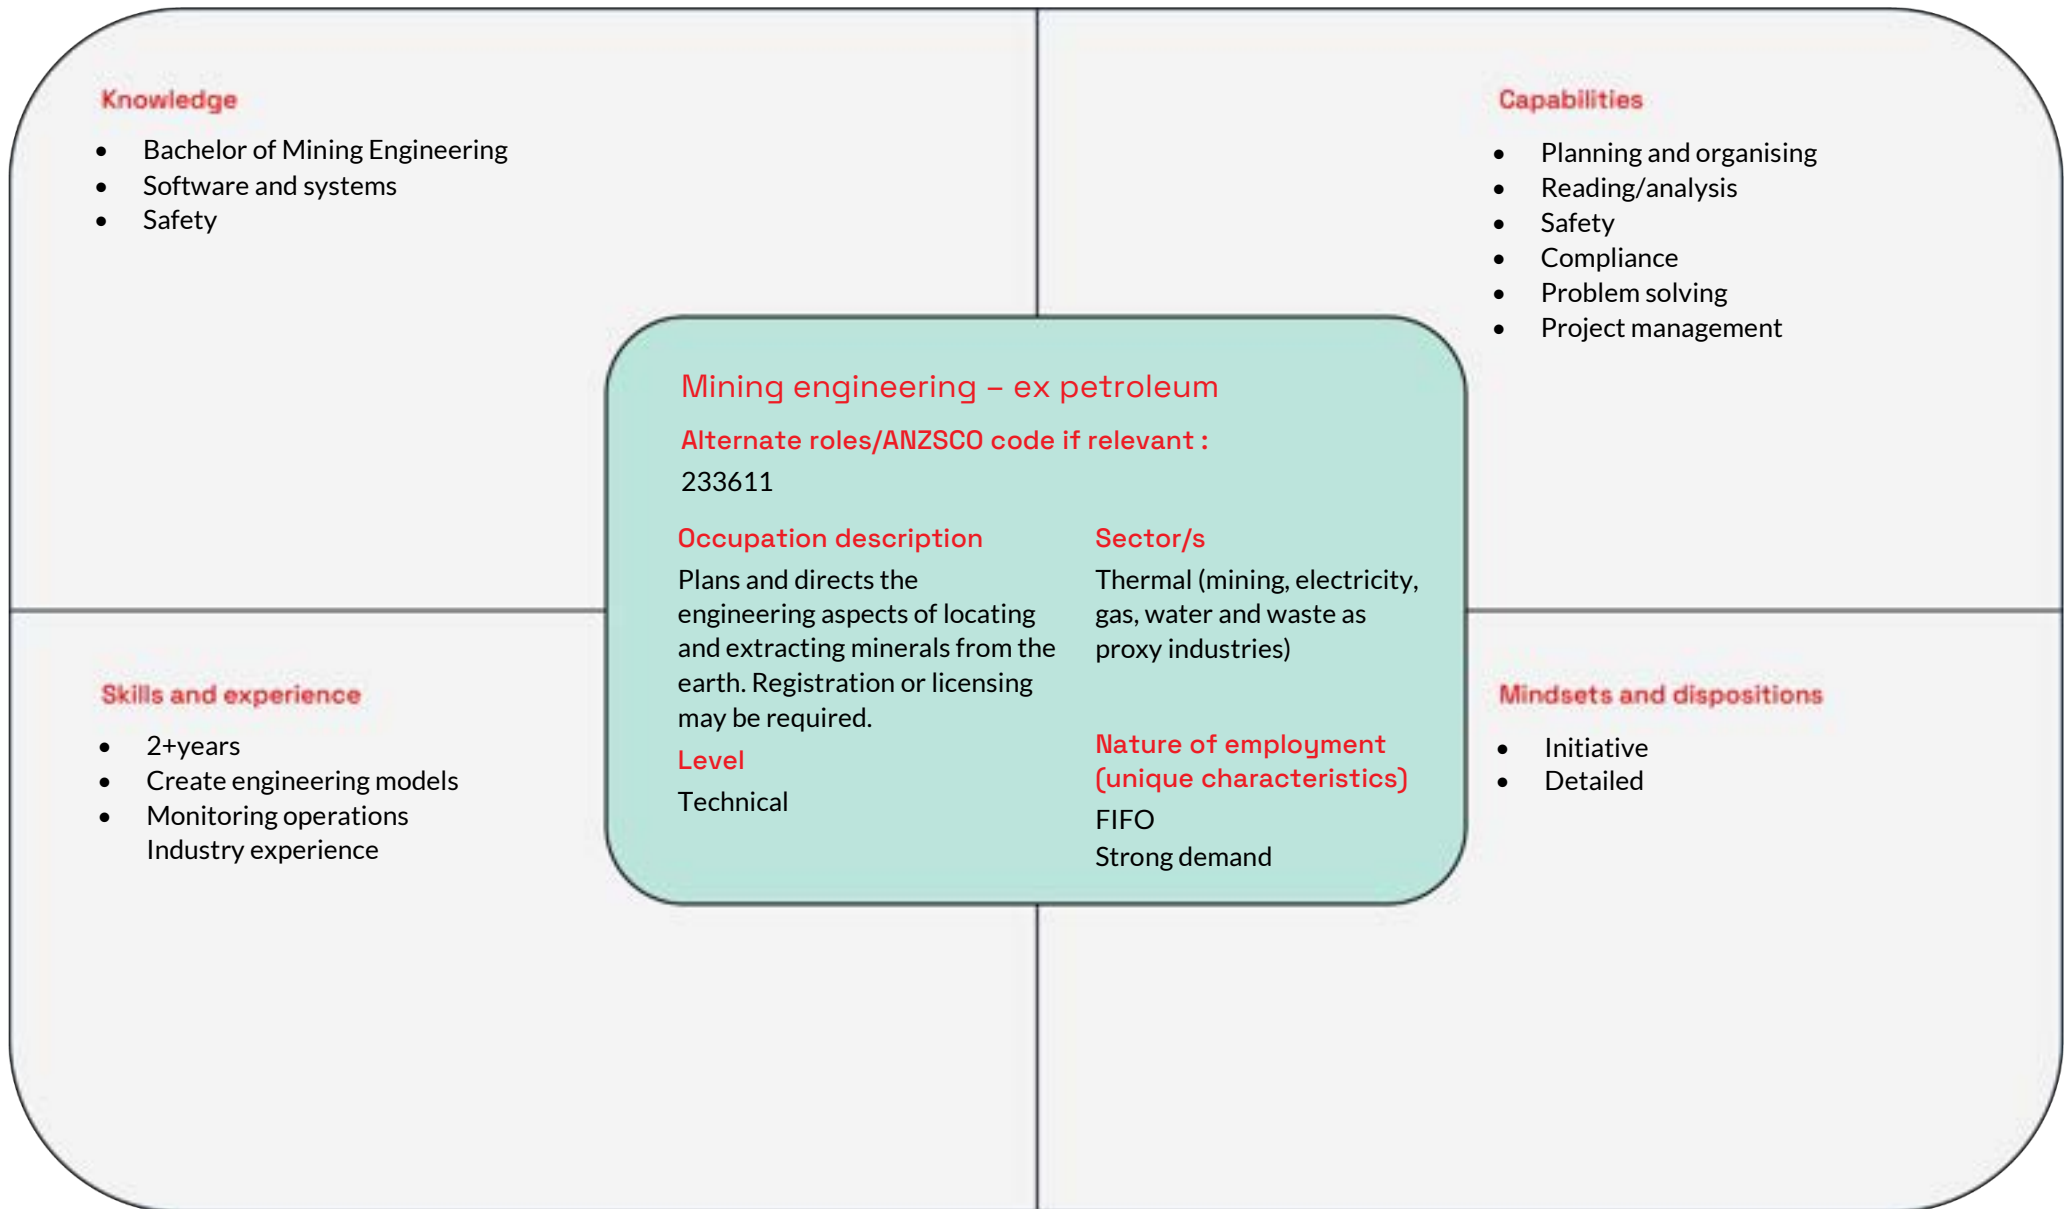 Knowledge
• Bachelor of Mining Engineering
• Software and systems
• Safety
Capabilities
• Planning and organising
• Reading/analysis
• Safety
• Compliance
• Problem solving
• Project management
Mining engineering – ex petroleum
Alternate roles/ANZSCO code if relevant :
233611
Occupation description
Plans and directs the
engineering aspects of locating
and extracting minerals from the
earth. Registration or licensing
may be required.
Level
Technical
Sector/s
Thermal (mining, electricity,
gas, water and waste as
proxy industries)
Nature of employment
(unique characteristics)
FIFO
Strong demand
Skills and experience
• 2+years
• Create engineering models
• Monitoring operations
Industry experience
Mindsets and dispositions
• Initiative
• Detailed